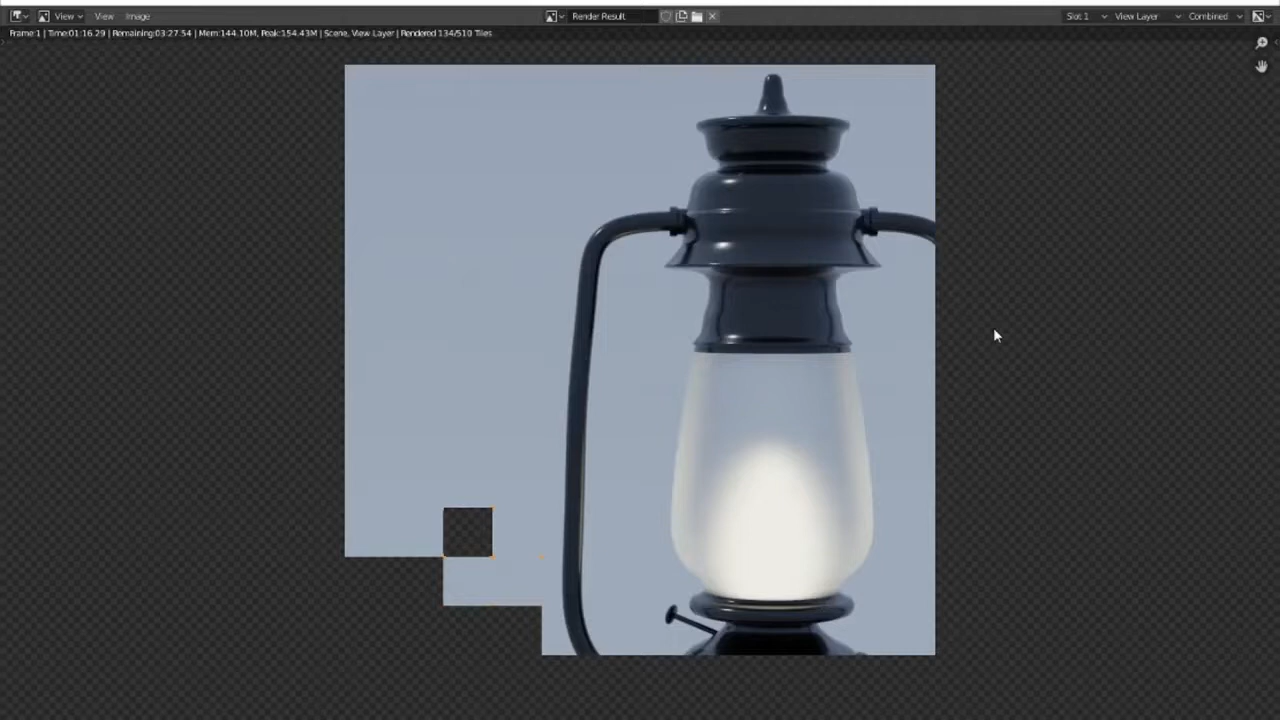 View View Image Render Result Slot 1 View Layer Combined
Frame:1 | Time:01:16.29 | Remaining:03:27.54 | Mem:144.10M, Peak:154.43M | Scene, View Layer | Rendered 134/510 Tiles